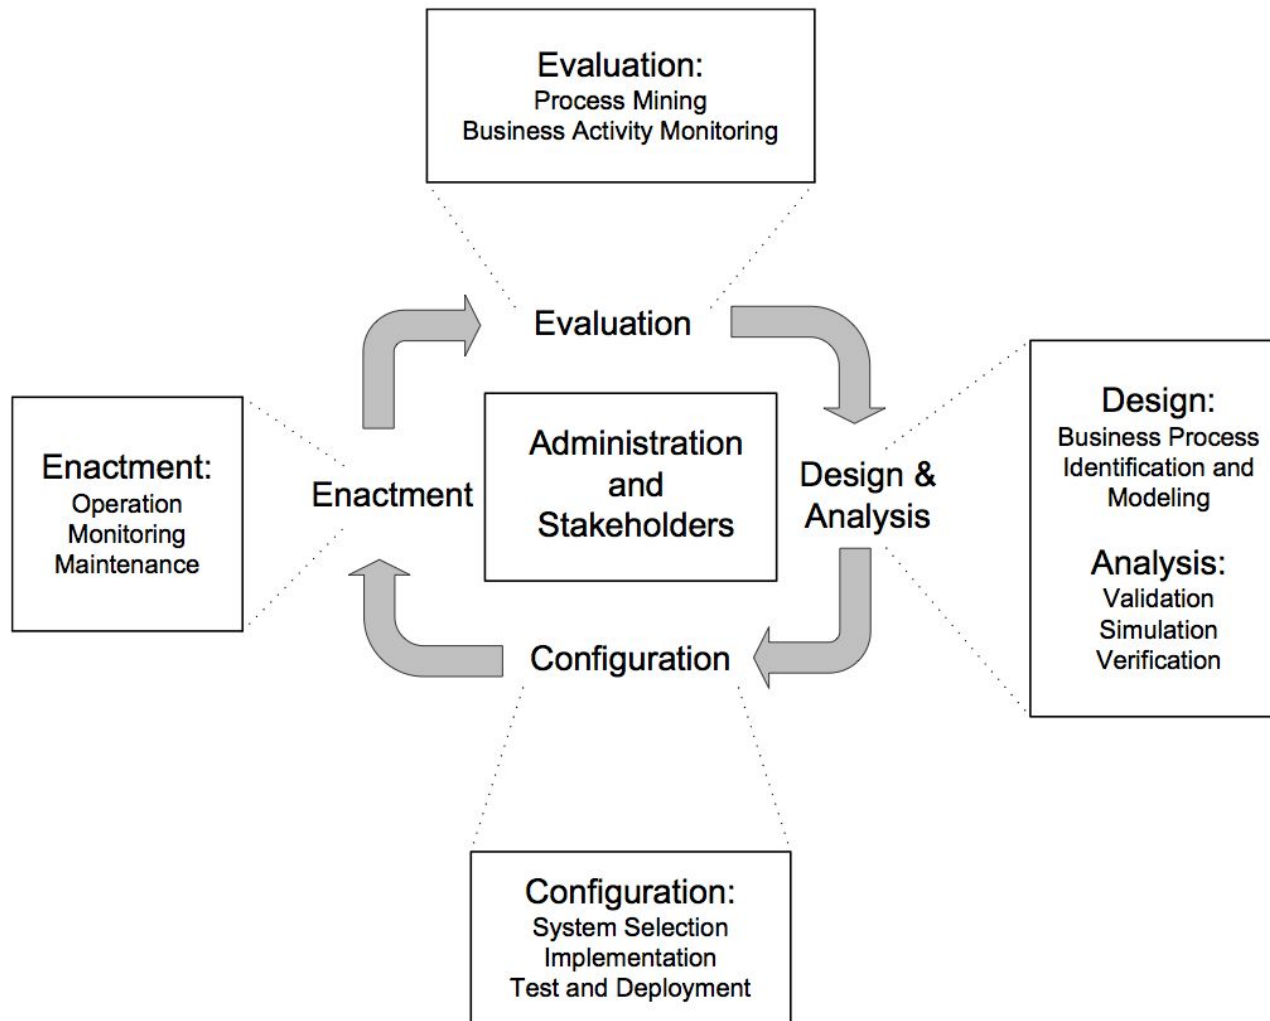 Evaluation:
Process Mining
Business Activity Monitoring
Evaluation
Administration
and
Stakeholders
Design &
Analysis
Design:
Business Process
Identification and
Modeling
Analysis:
Validation
Simulation
Verification
Enactment:
Operation
Monitoring
Maintenance
Enactment
Configuration
Configuration:
System Selection
Implementation
Test and Deployment